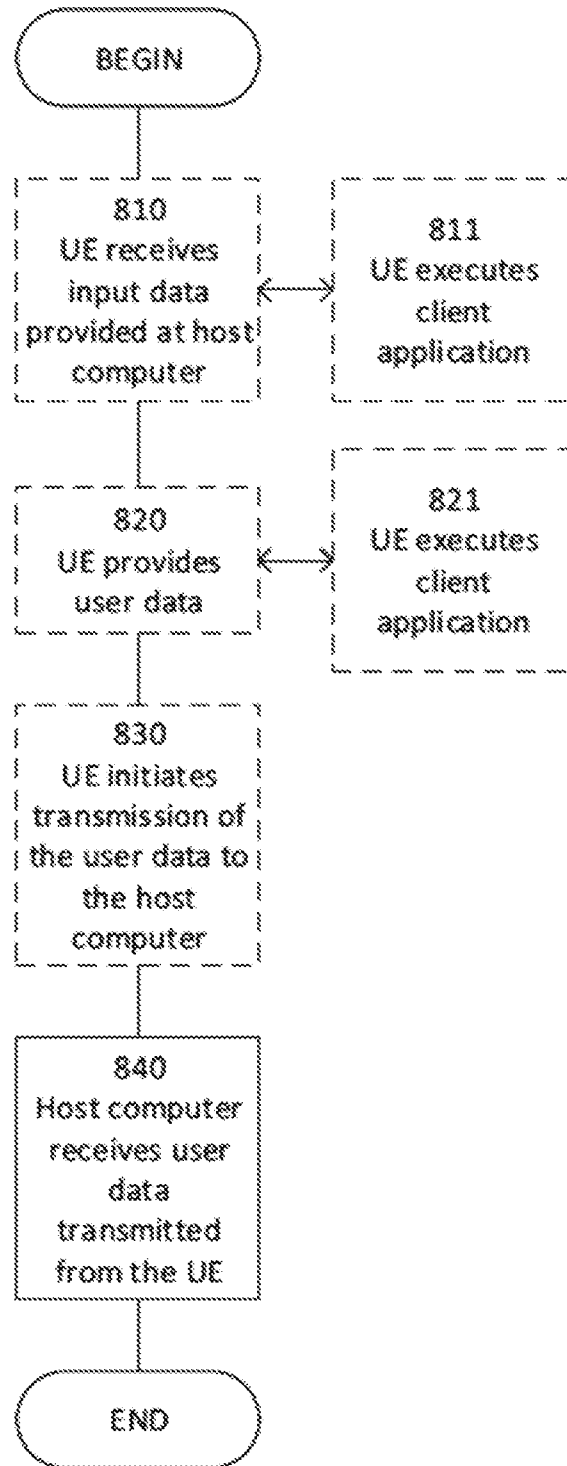 BEGIN
810
UE receives
input data
provided at host
computer
811
UE executes
client
application
820
UE provides
user data
821
UE executes
client
application
830
UE initiates
transmission of
the user data to
the host
computer
840
Host computer
receives user
data
transmitted
from the UE
END